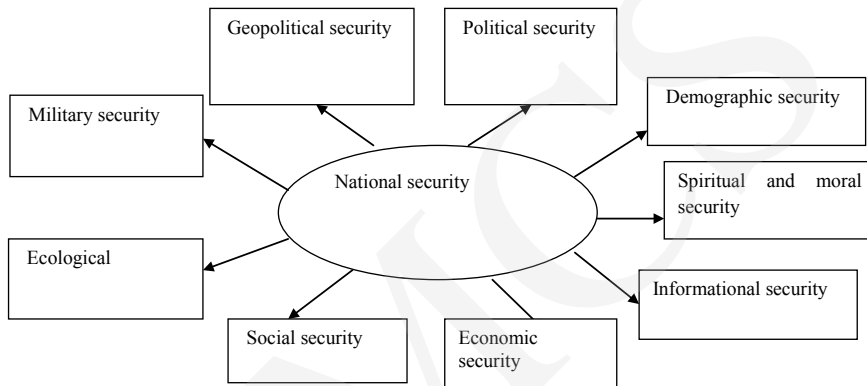 Geopolitical security
Political security
Military security
Demographic security
National security
Spiritual and moral
security
Ecological
Informational security
Social security
Economic
security